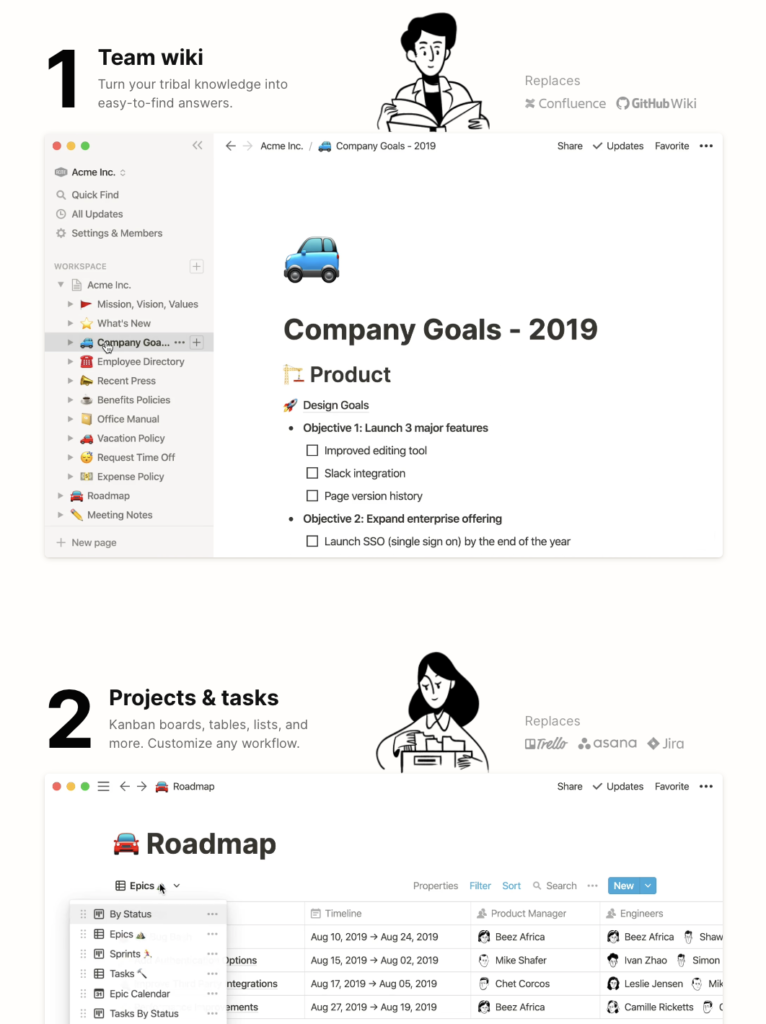 1
Team wiki
Turn your tribal knowledge into
easy-to-find answers.
Replaces
Confluence GitHub Wiki
Acme Inc. / Company Goals - 2019 Share Updates Favorite
Acme Inc.
Quick Find
All Updates
Settings & Members
WORKSPACE
Acme Inc.
Mission, Vision, Values
What's New
Company Goa...
Employee Directory
Recent Press
Benefits Policies
Office Manual
Vacation Policy
Request Time Off
Expense Policy
Roadmap
Meeting Notes
New page
Company Goals - 2019
Product
Design Goals
Objective 1: Launch 3 major features
Improved editing tool
Slack integration
Page version history
Objective 2: Expand enterprise offering
Launch SSO (single sign on) by the end of the year
2
Projects & tasks
Kanban boards, tables, lists, and
more. Customize any workflow.
Replaces
Trello asana Jira
Roadmap Share Updates Favorite
Roadmap
Epics Properties Filter Sort Search New
By Status
Epics
Sprints
Tasks
Epic Calendar
Tasks By Status
Timeline Product Manager Engineers
Aug 10, 2019 → Aug 24, 2019 Beez Africa Beez Africa Shaw
Options Aug 15, 2019 → Aug 02, 2019 Mike Shafer Ivan Zhao Simon
ntegrations Aug 17, 2019 → Aug 05, 2019 Chet Corcos Leslie Jensen Mik
ements Aug 27, 2019 → Aug 19, 2019 Beez Africa Camille Ricketts